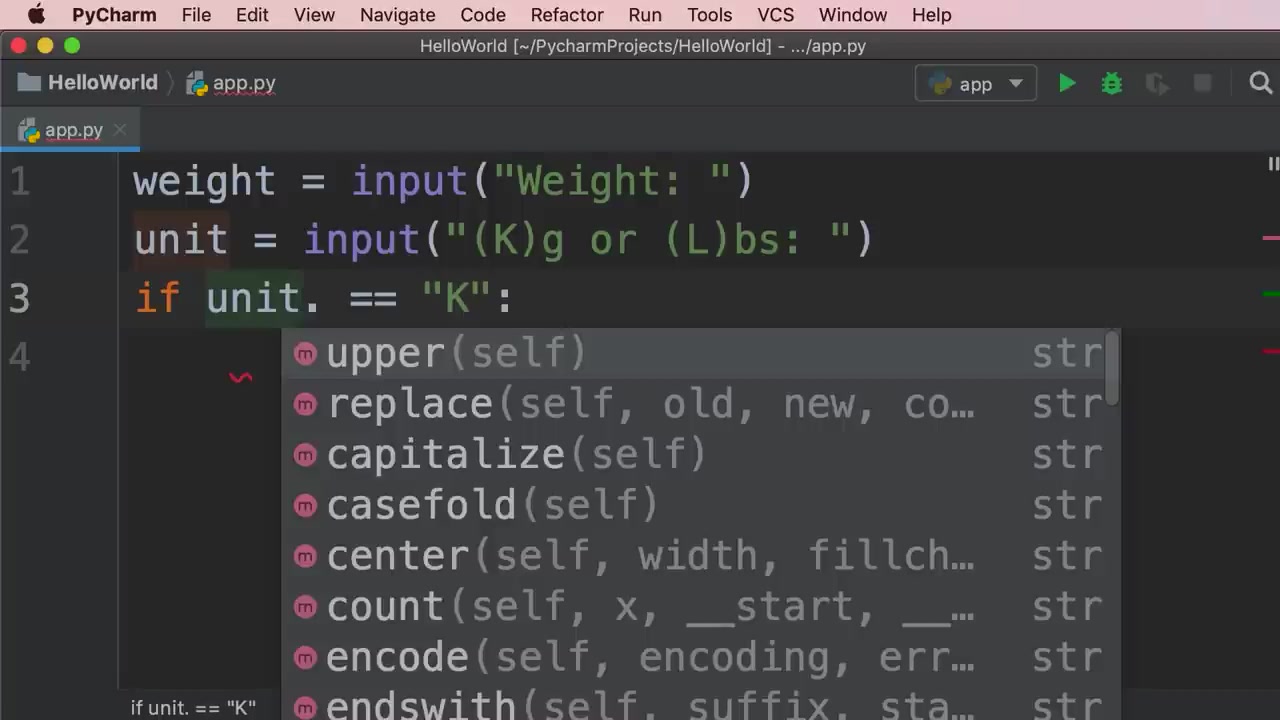 PyCharm File Edit View Navigate Code Refactor Run Tools VCS Window Help
HelloWorld [~/PycharmProjects/HelloWorld] - .../app.py
HelloWorld app.py app
app.py
1 weight = input("Weight: ")
2 unit = input("(K)g or (L)bs: ")
3 if unit. == "K":
4
m upper(self) str
m replace(self, old, new, co… str
m capitalize(self) str
m casefold(self) str
m center(self, width, fillch… str
m count(self, x, __start, __… str
m encode(self, encoding, err… str
m endswith(self, suffix, sta… str
if unit. == "K"